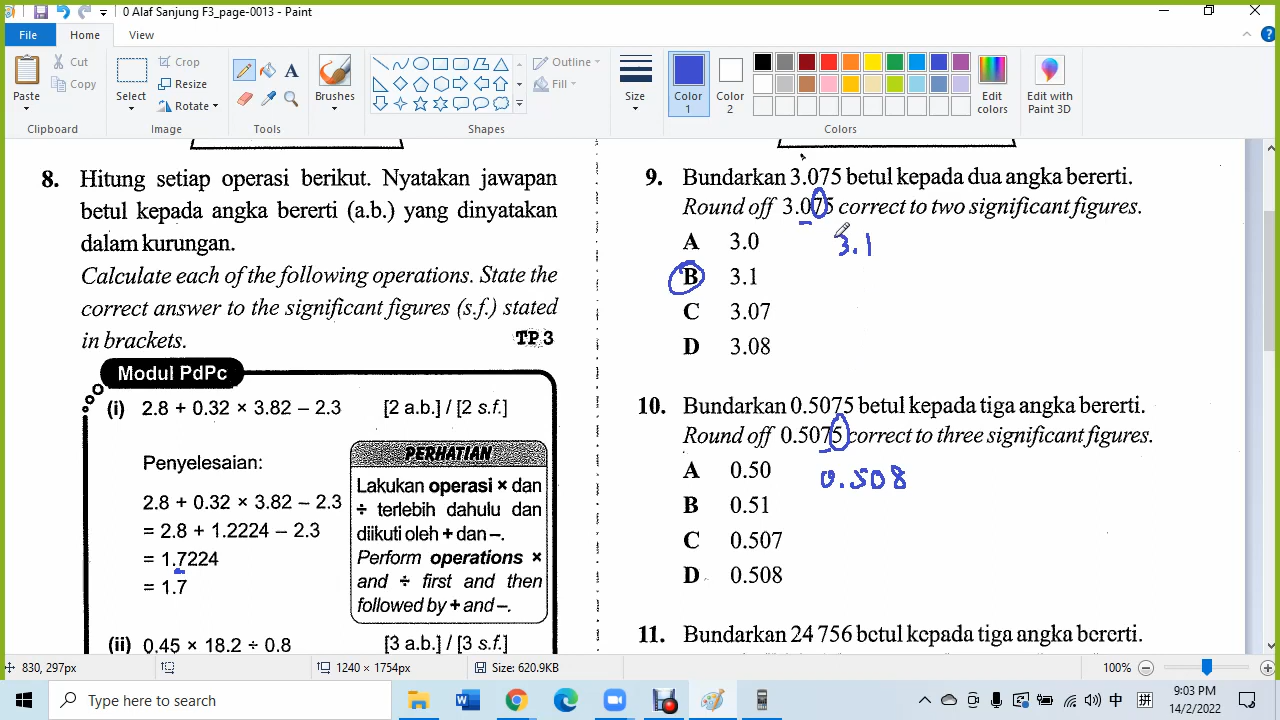 0 Alaf Sanjung F3_page-0013 - Paint
File Home View
Paste Cut Copy Clipboard
Select Crop Resize Rotate Image
Tools
Brushes
Shapes Outline Fill
Size
Color 1 Color 2 Edit colors Colors
Edit with Paint 3D
8. Hitung setiap operasi berikut. Nyatakan jawapan
betul kepada angka bererti (a.b.) yang dinyatakan
dalam kurungan.
Calculate each of the following operations. State the
correct answer to the significant figures (s.f.) stated
in brackets.
TP 3
Modul PdPc
(i) 2.8 + 0.32 × 3.82 – 2.3 [2 a.b.] / [2 s.f.]
Penyelesaian:
2.8 + 0.32 × 3.82 – 2.3
= 2.8 + 1.2224 – 2.3
= 1.7224
= 1.7
PERHATIAN
Lakukan operasi × dan
÷ terlebih dahulu dan
diikuti oleh + dan –.
Perform operations ×
and ÷ first and then
followed by + and –.
(ii) 0.45 × 18.2 ÷ 0.8 [3 a.b.] / [3 s.f.]
9. Bundarkan 3.075 betul kepada dua angka bererti.
Round off 3.075 correct to two significant figures.
A 3.0
3.1
B 3.1
C 3.07
D 3.08
10. Bundarkan 0.5075 betul kepada tiga angka bererti.
Round off 0.5075 correct to three significant figures.
A 0.50
0.508
B 0.51
C 0.507
D 0.508
11. Bundarkan 24 756 betul kepada tiga angka bererti.
830, 297px 1240 × 1754px Size: 620.9KB 100%
Type here to search
中 拼 9:03 PM
14/2/2022